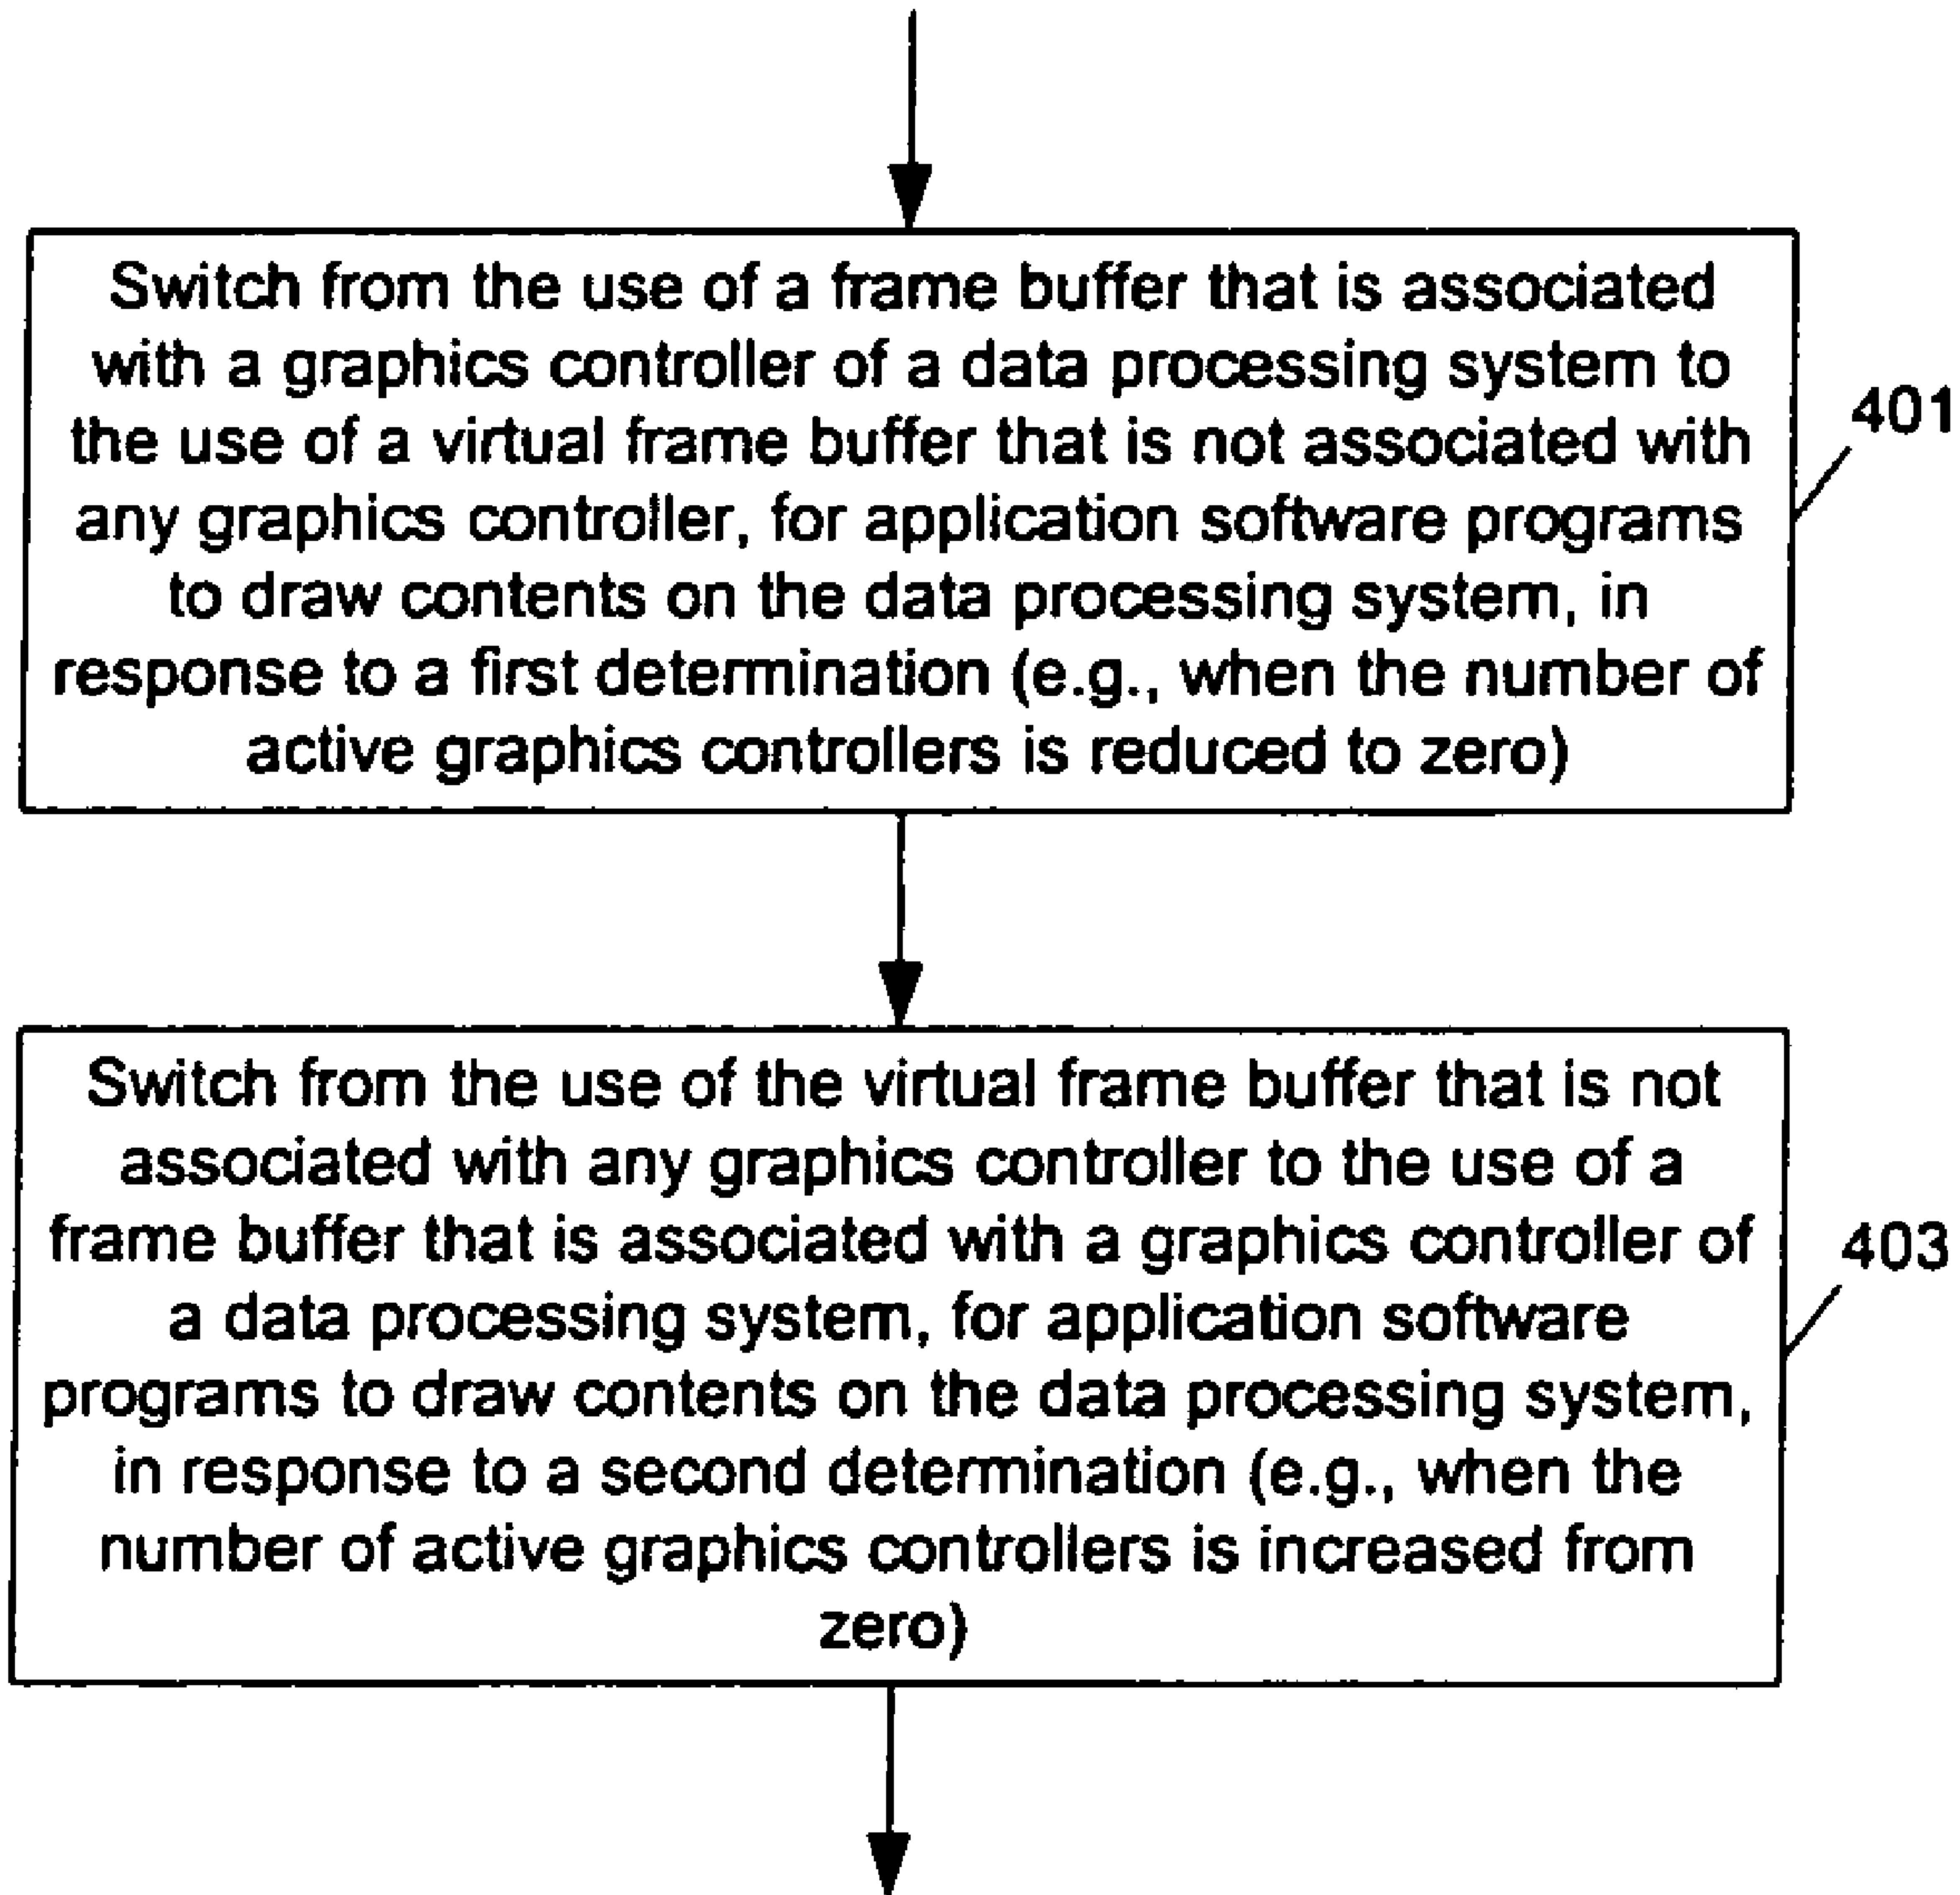 Switch from the use of a frame buffer that is associated
with a graphics controller of a data processing system to
the use of a virtual frame buffer that is not associated with
any graphics controller, for application software programs
to draw contents on the data processing system, in
response to a first determination (e.g., when the number of
active graphics controllers is reduced to zero)
401
Switch from the use of the virtual frame buffer that is not
associated with any graphics controller to the use of a
frame buffer that is associated with a graphics controller of
a data processing system, for application software
programs to draw contents on the data processing system,
in response to a second determination (e.g., when the
number of active graphics controllers is increased from
zero)
403